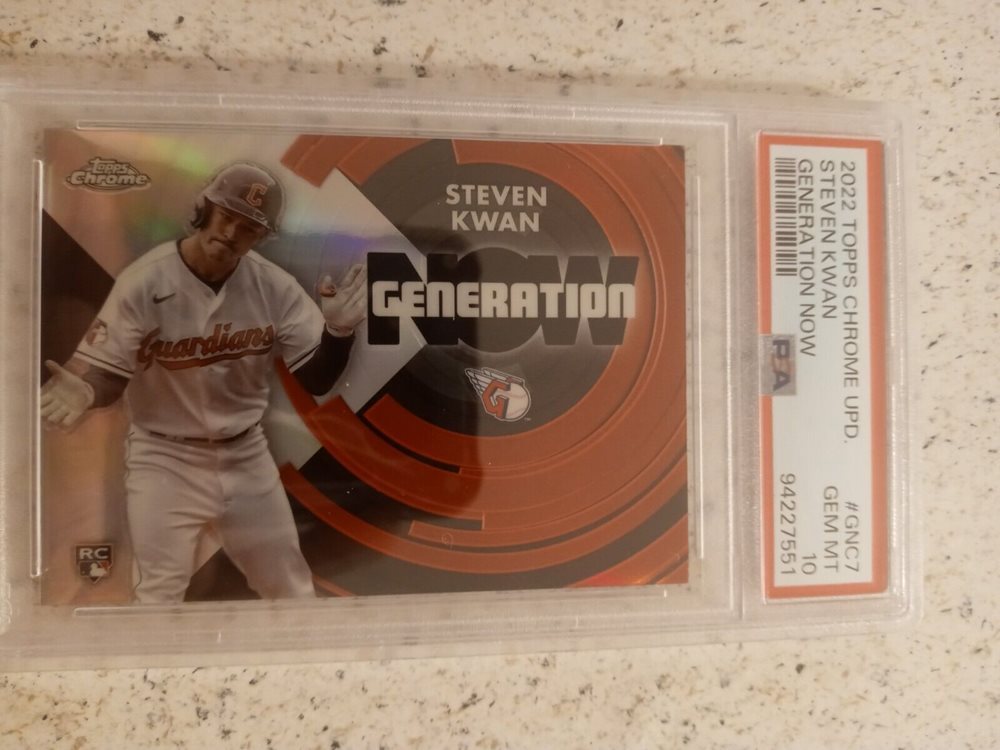 Topps
Chrome
STEVEN
KWAN
NOW
GENERATION
Guardians
C
RC
2022 TOPPS CHROME UPD.
#GNC7
STEVEN KWAN
GEM MT
GENERATION NOW
10
PSA
94227551